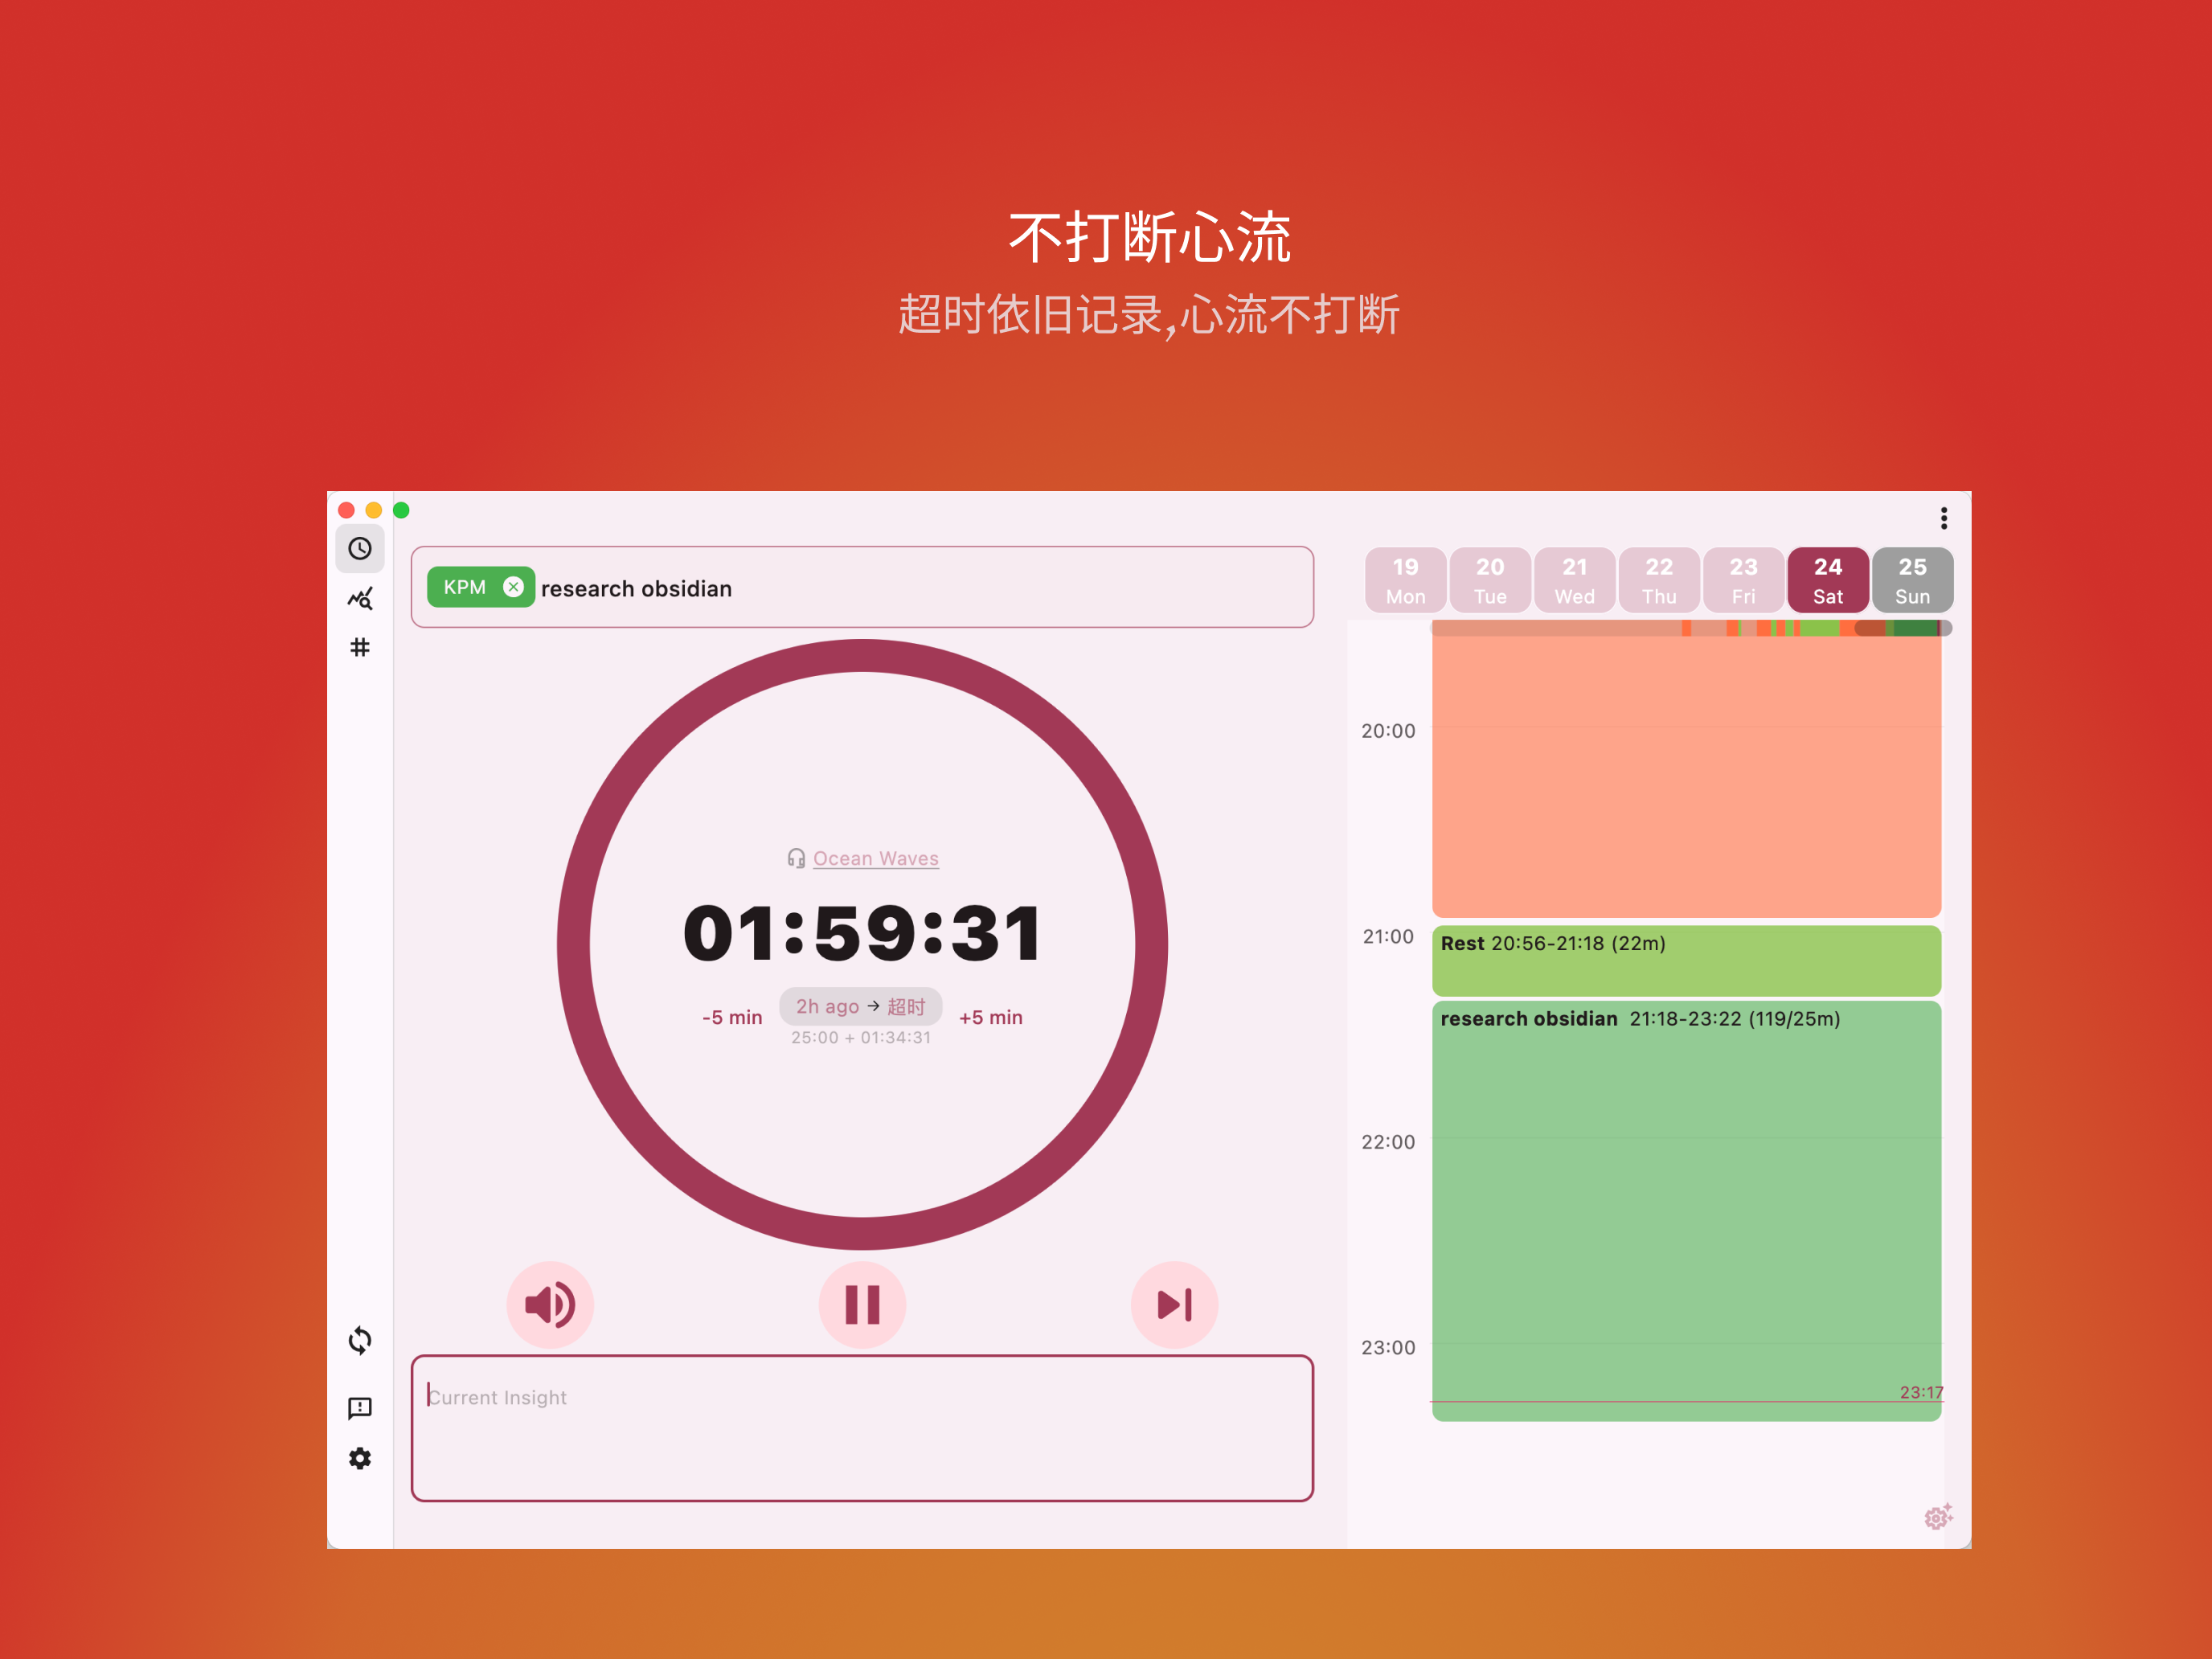 不打断心流
超时依旧记录,心流不打断
KPM research obsidian
Ocean Waves
01:59:31
-5 min 2h ago → 超时 +5 min
25:00 + 01:34:31
Current Insight
19 20 21 22 23 24 25
Mon Tue Wed Thu Fri Sat Sun
20:00
21:00
Rest 20:56-21:18 (22m)
research obsidian 21:18-23:22 (119/25m)
22:00
23:00
23:17